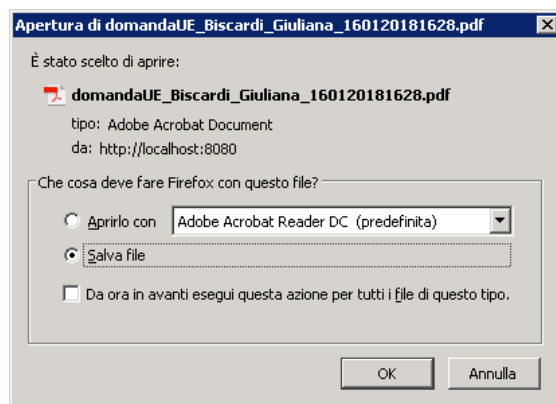 Apertura di domandaUE_Biscardi_Giuliana_160120181628.pdf
È stato scelto di aprire:
domandaUE_Biscardi_Giuliana_160120181628.pdf
tipo: Adobe Acrobat Document
da: http://localhost:8080
Che cosa deve fare Firefox con questo file?
Aprirlo con Adobe Acrobat Reader DC (predefinita)
Salva file
Da ora in avanti esegui questa azione per tutti i file di questo tipo.
OK Annulla